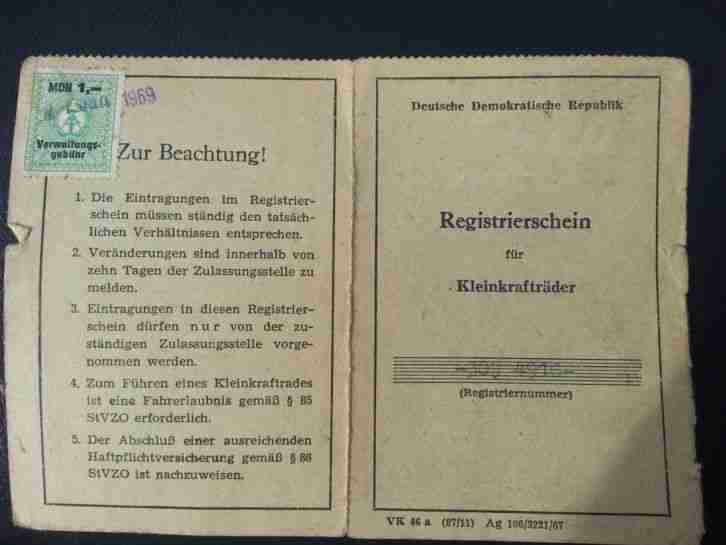 MDN 1,—
1969
Verwaltungs-
gebühr
Zur Beachtung!
1. Die Eintragungen im Registrier-
schein müssen ständig den tatsäch-
lichen Verhältnissen entsprechen.
2. Veränderungen sind innerhalb von
zehn Tagen der Zulassungsstelle zu
melden.
3. Eintragungen in diesen Registrier-
schein dürfen nur von der zu-
ständigen Zulassungsstelle vorge-
nommen werden.
4. Zum Führen eines Kleinkraftrades
ist eine Fahrerlaubnis gemäß § 85
StVZO erforderlich.
5. Der Abschluß einer ausreichenden
Haftpflichtversicherung gemäß § 86
StVZO ist nachzuweisen.
Deutsche Demokratische Republik
Registrierschein
für
Kleinkrafträder
(Registriernummer)
VK 46 a (87/11) Ag 106/3221/67